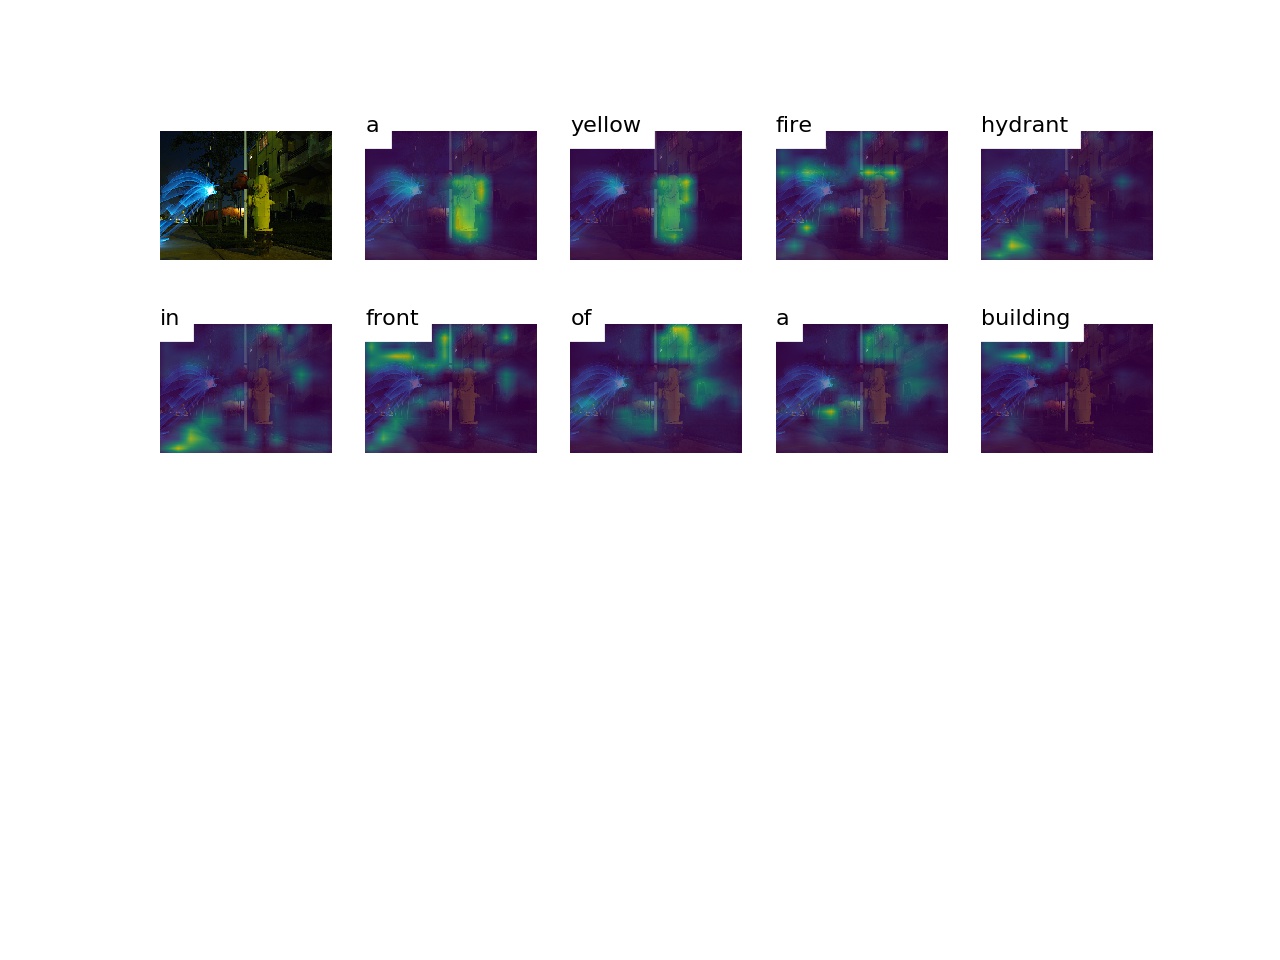 a
yellow
fire
hydrant
in
front
of
a
building